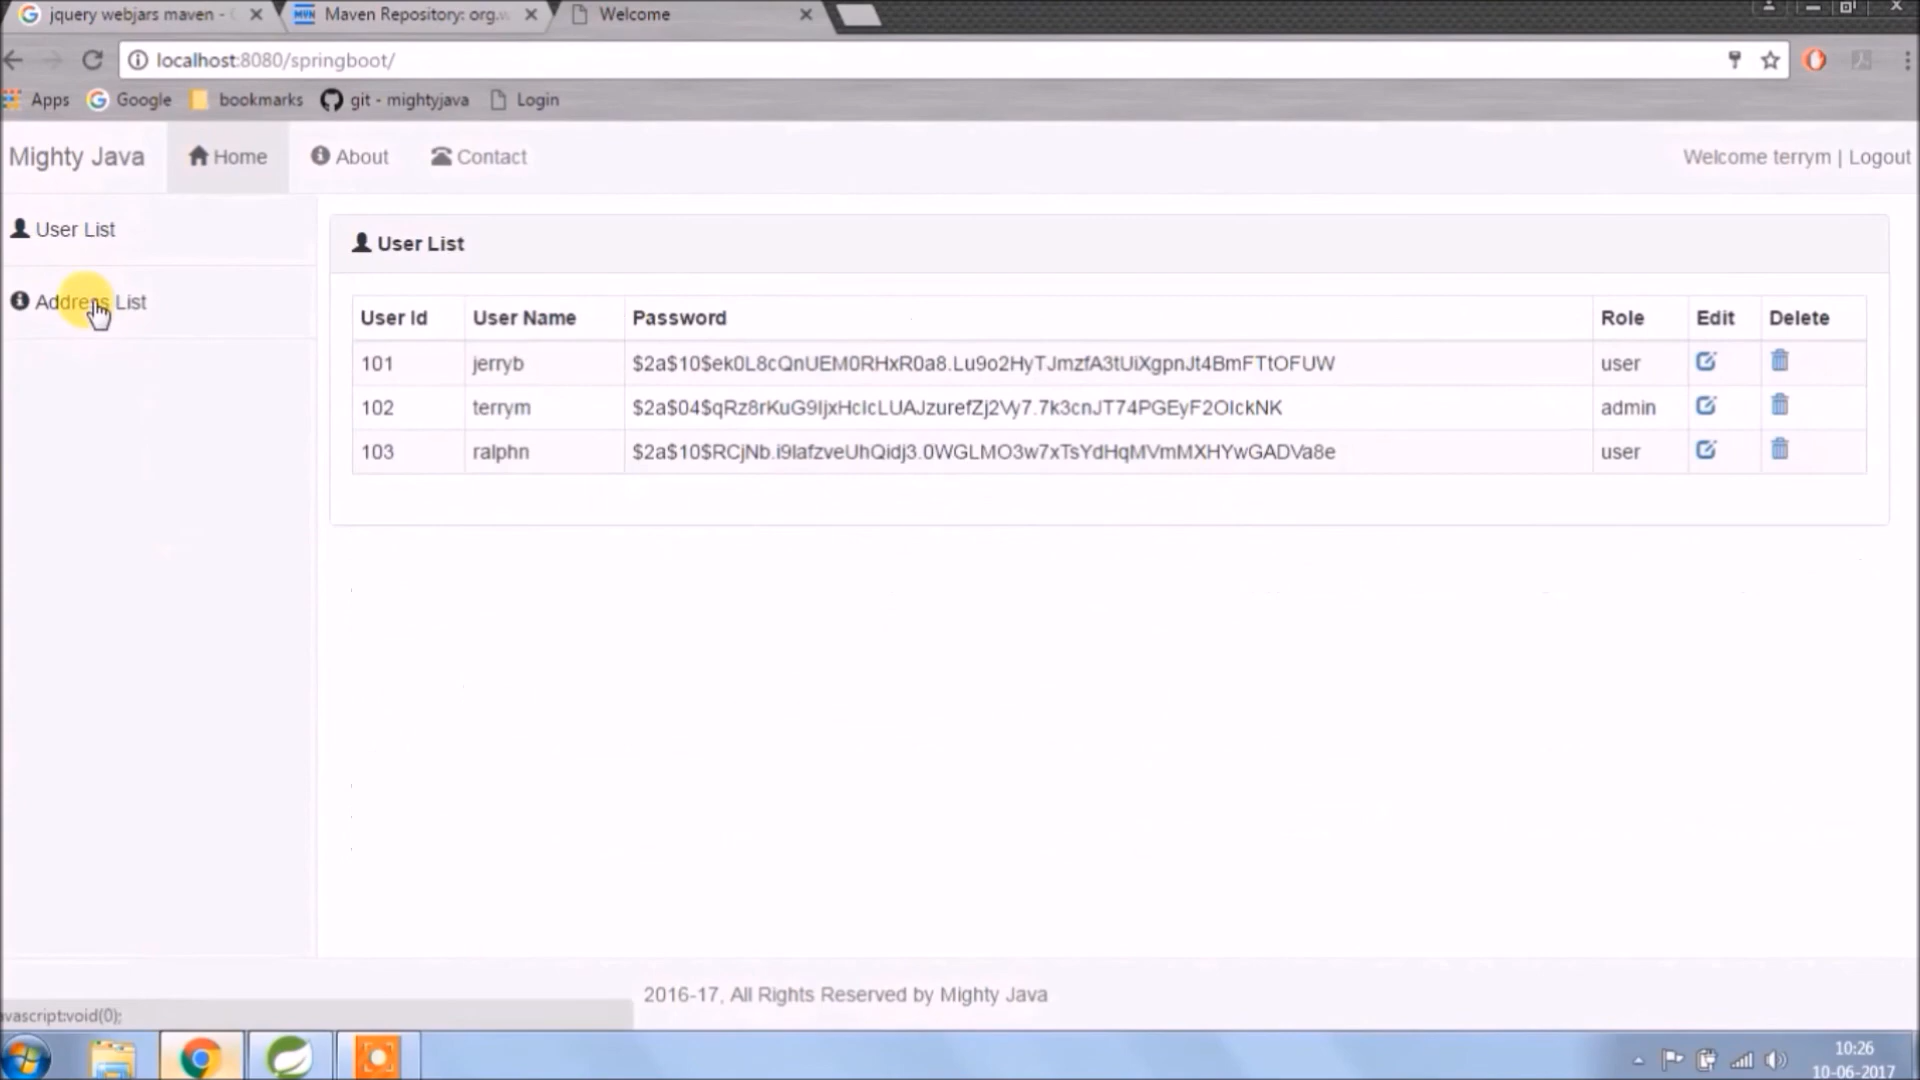 jquery webjars maven -
Maven Repository: org.w
Welcome
localhost:8080/springboot/
Apps
Google
bookmarks
git - mightyjava
Login
Mighty Java
Home
About
Contact
Welcome terrym | Logout
User List
Address List
User List
User Id User Name Password Role Edit Delete
101 jerryb $2a$10$ek0L8cQnUEM0RHxR0a8.Lu9o2HyTJmzfA3tUiXgpnJt4BmFTtOFUW user
102 terrym $2a$04$qRz8rKuG9IjxHcIcLUAJzurefZj2Vy7.7k3cnJT74PGEyF2OIckNK admin
103 ralphn $2a$10$RCjNb.i9lafzveUhQidj3.0WGLMO3w7xTsYdHqMVmMXHYwGADVa8e user
2016-17, All Rights Reserved by Mighty Java
avascript:void(0);
10:26
10-06-2017